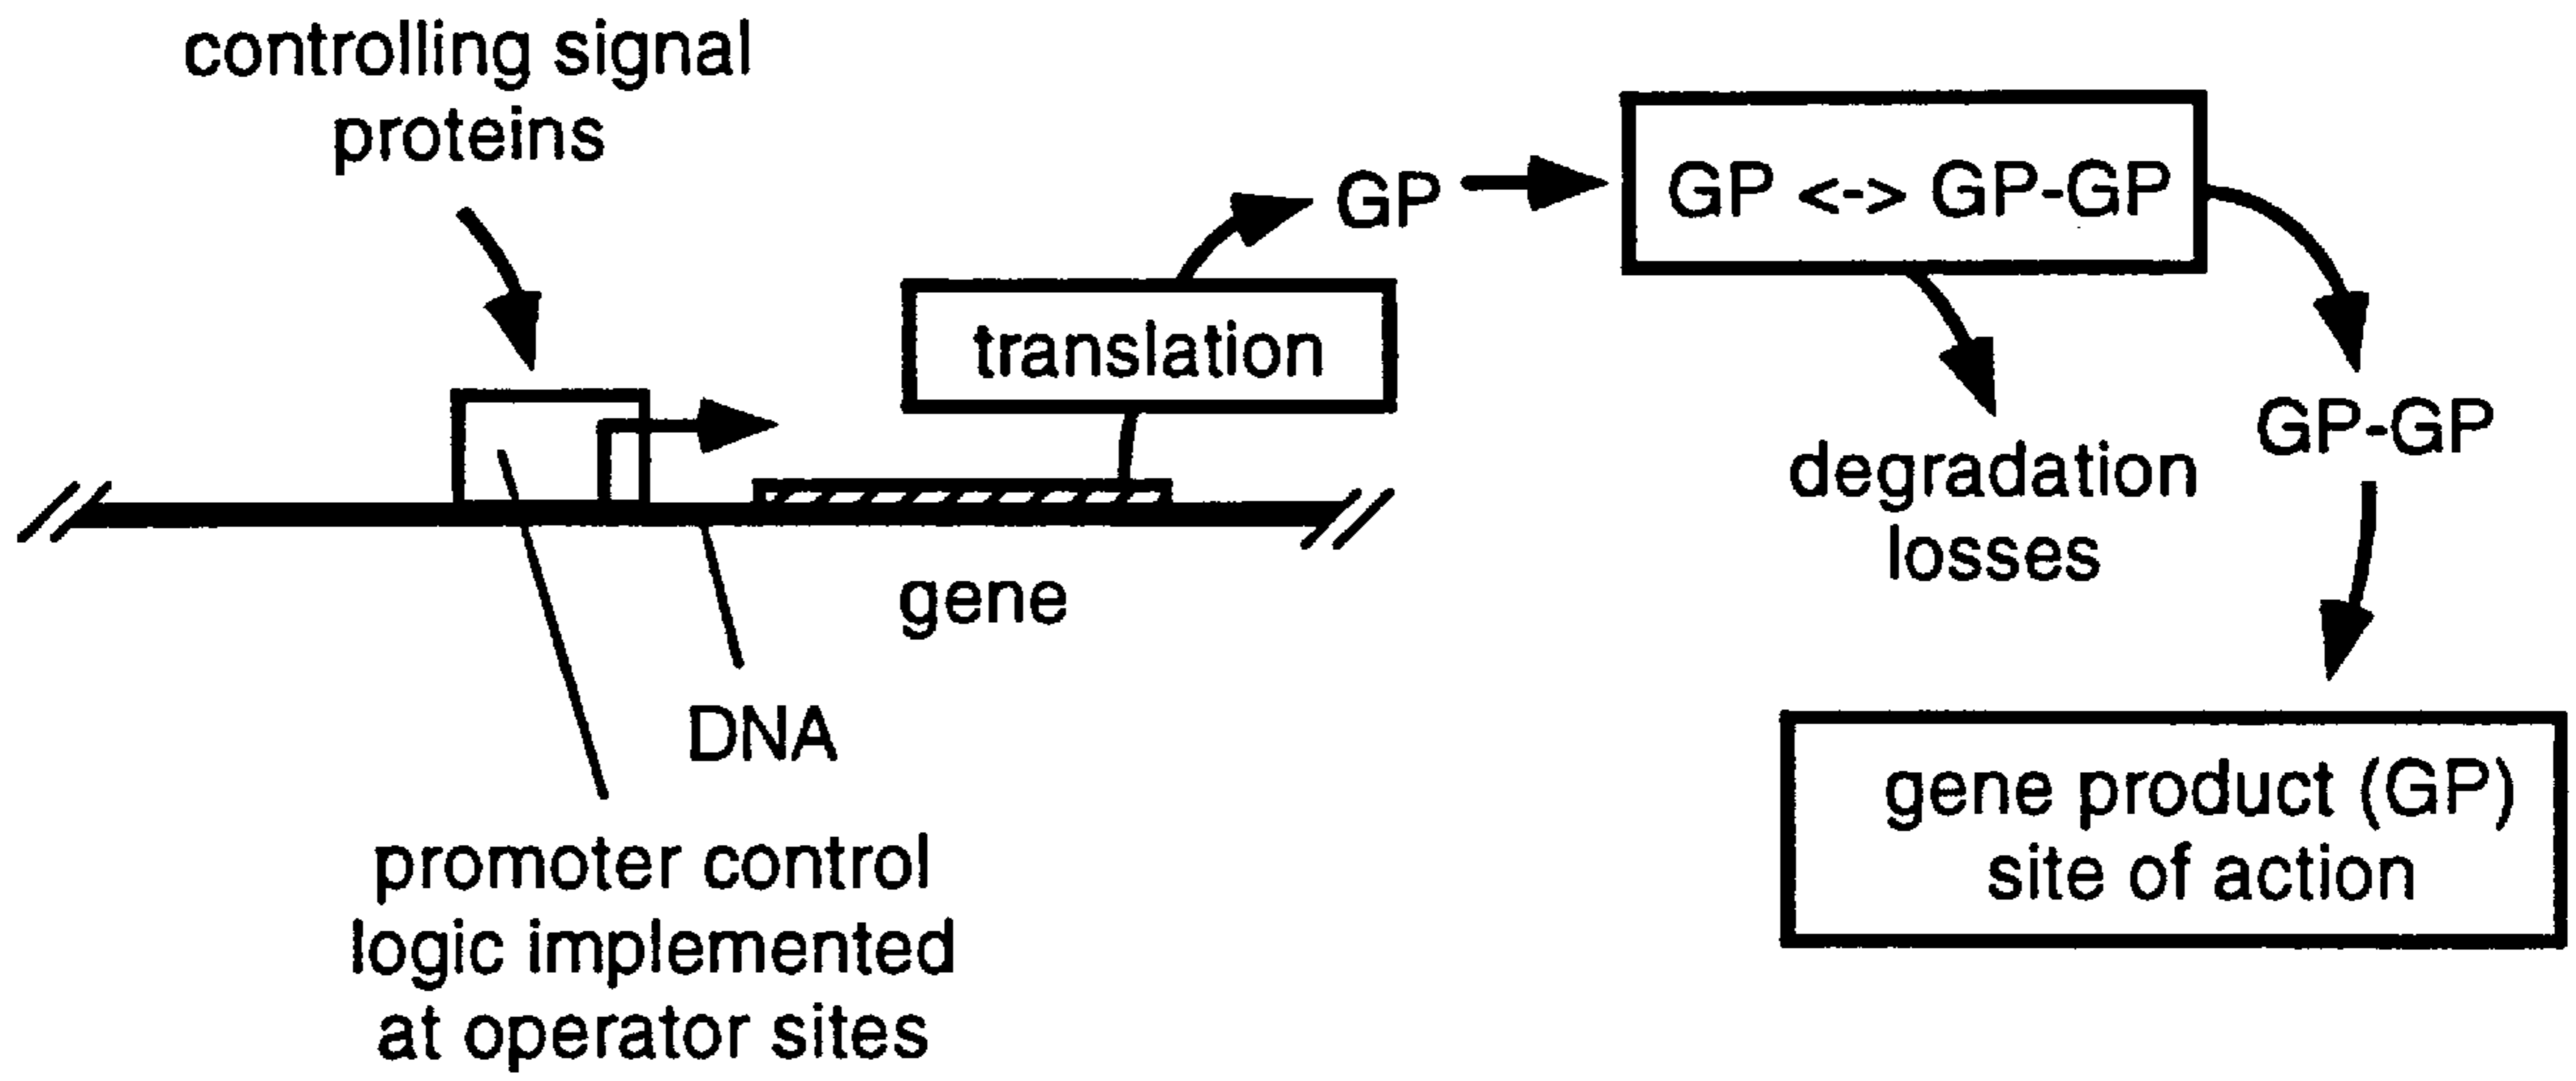 controlling signal
proteins
GP
GP <-> GP-GP
translation
GP-GP
degradation
losses
gene
DNA
gene product (GP)
site of action
promoter control
logic implemented
at operator sites